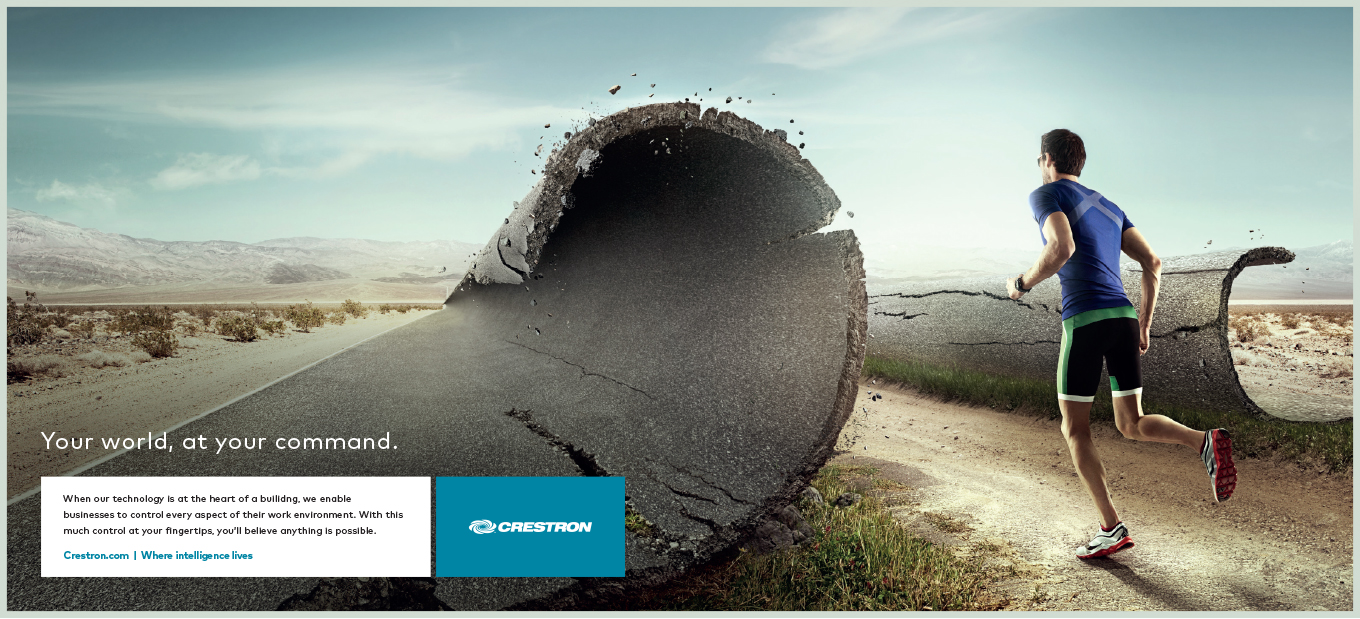 Your world, at your command.
When our technology is at the heart of a builidng, we enable
businesses to control every aspect of their work environment. With this
much control at your fingertips, you'll believe anything is possible.
Crestron.com | Where intelligence lives
CRESTRON